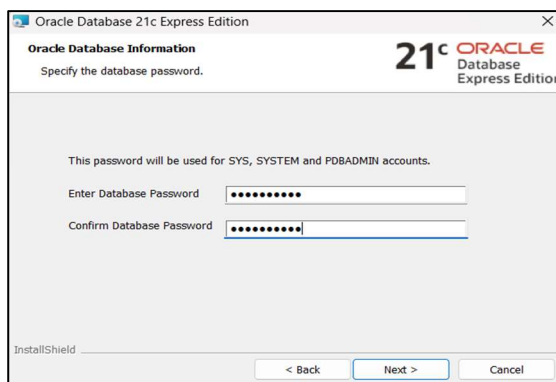 Oracle Database 21c Express Edition
Oracle Database Information
Specify the database password.
21c ORACLE
Database
Express Edition
This password will be used for SYS, SYSTEM and PDBADMIN accounts.
Enter Database Password ••••••••••
Confirm Database Password ••••••••••
InstallShield
< Back Next > Cancel